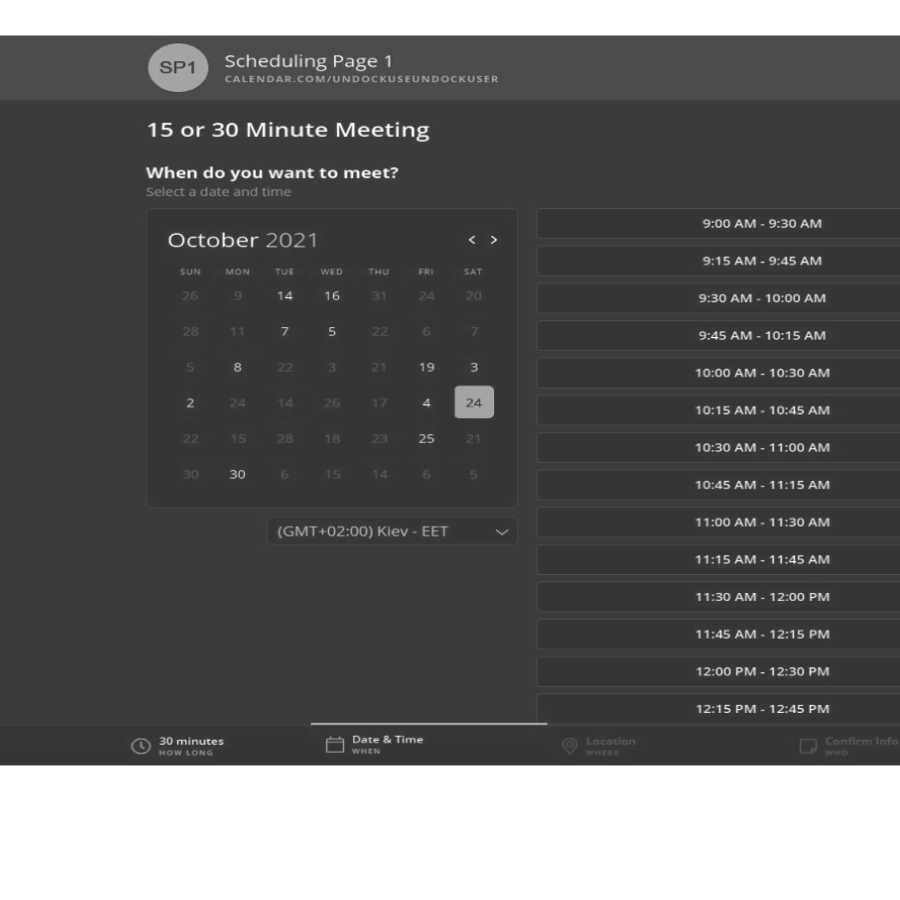 SP1
Scheduling Page 1
CALENDAR.COM/UNDOCKUSEUNDOCKUSER
15 or 30 Minute Meeting
When do you want to meet?
Select a date and time
October 2021 < >
SUN MON TUE WED THU FRI SAT
26 9 14 16 31 24 20
28 11 7 5 22 6 7
5 8 22 3 21 19 3
2 24 14 26 17 4 24
22 15 28 18 23 25 21
30 30 6 15 14 6 5
(GMT+02:00) Kiev - EET
9:00 AM - 9:30 AM
9:15 AM - 9:45 AM
9:30 AM - 10:00 AM
9:45 AM - 10:15 AM
10:00 AM - 10:30 AM
10:15 AM - 10:45 AM
10:30 AM - 11:00 AM
10:45 AM - 11:15 AM
11:00 AM - 11:30 AM
11:15 AM - 11:45 AM
11:30 AM - 12:00 PM
11:45 AM - 12:15 PM
12:00 PM - 12:30 PM
12:15 PM - 12:45 PM
30 minutes
HOW LONG
Date & Time
WHEN
Location
WHERE
Confirm Info
WHO